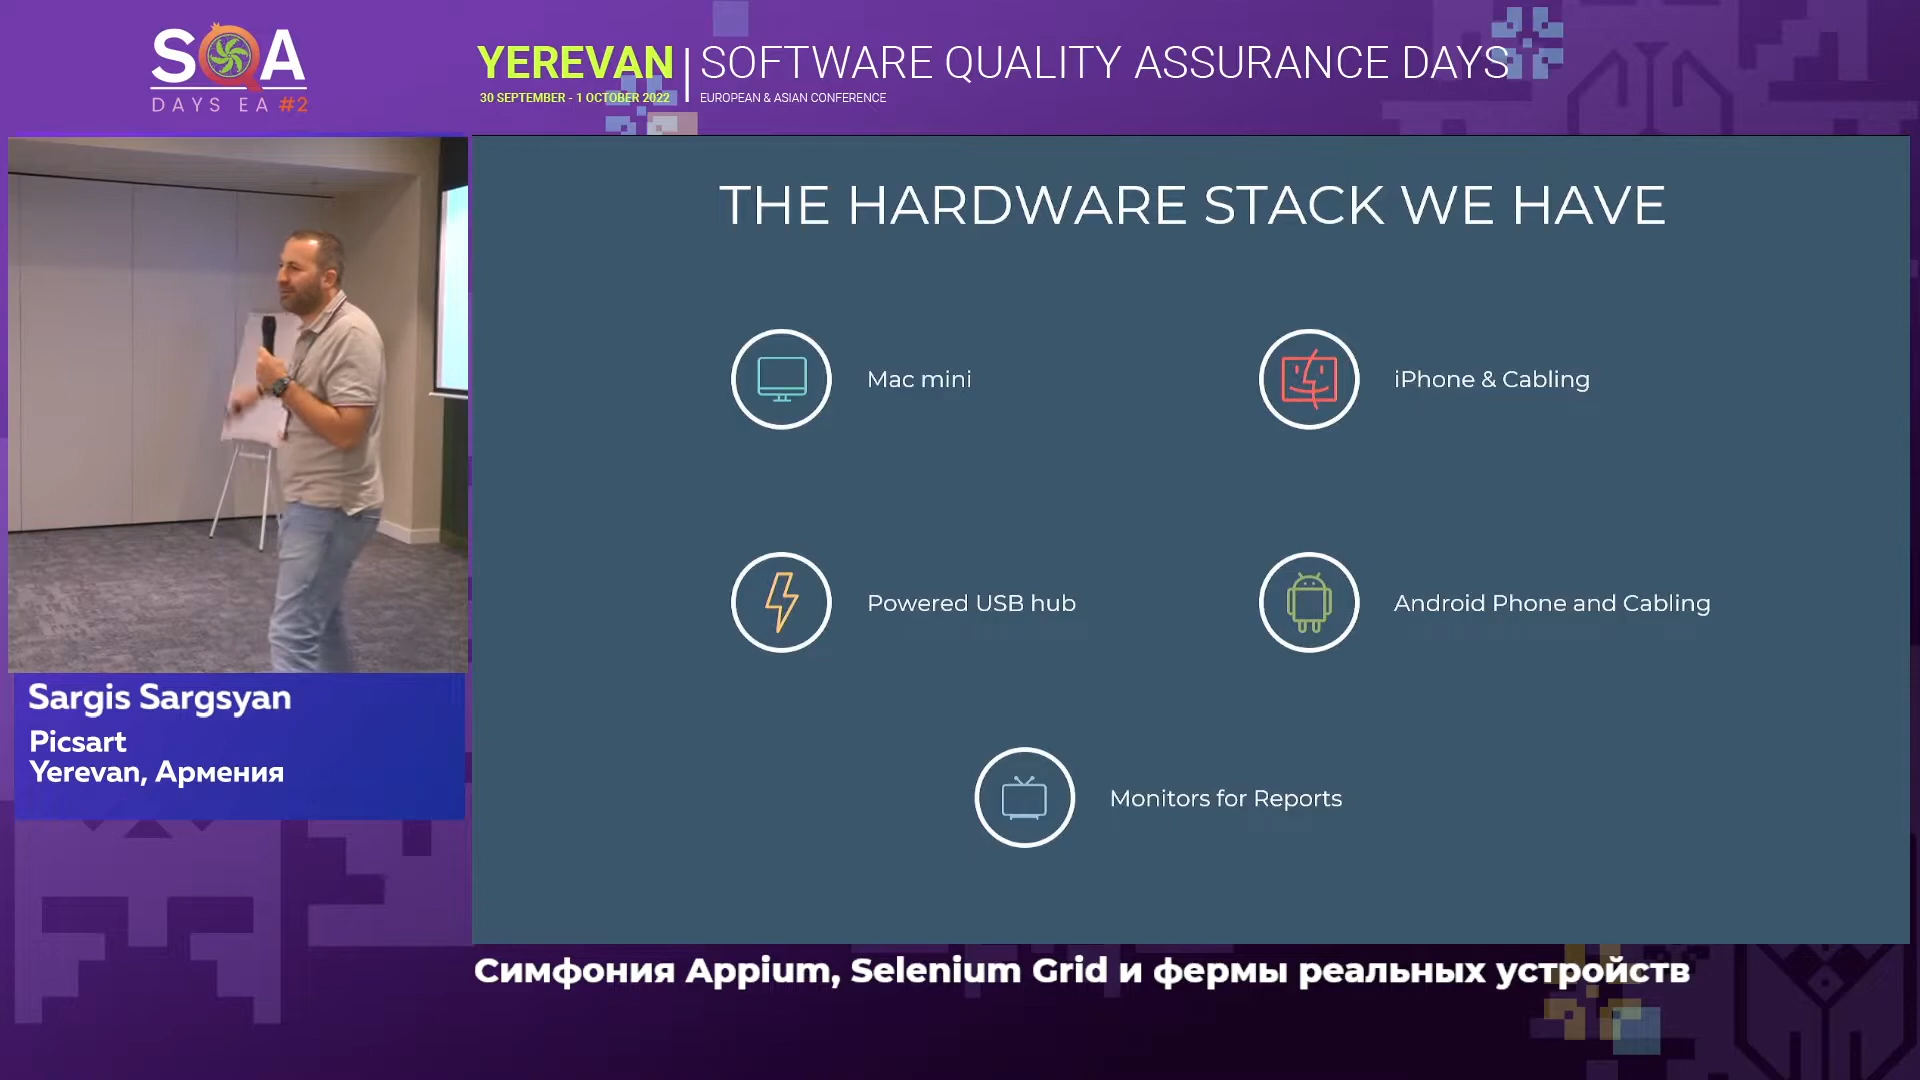 SQA
DAYS EA #2
YEREVAN
30 SEPTEMBER - 1 OCTOBER 2022
SOFTWARE QUALITY ASSURANCE DAYS
EUROPEAN & ASIAN CONFERENCE
THE HARDWARE STACK WE HAVE
Mac mini
iPhone & Cabling
Powered USB hub
Android Phone and Cabling
Monitors for Reports
Sargis Sargsyan
Picsart
Yerevan, Армения
Симфония Appium, Selenium Grid и фермы реальных устройств